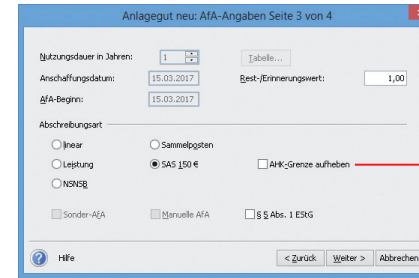 Anlagegut neu: AfA-Angaben Seite 3 von 4
Nutzungsdauer in Jahren: 1 Tabelle...
Anschaffungsdatum: 15.03.2017 Rest-/Erinnerungswert: 1,00
AfA-Beginn: 15.03.2017
Abschreibungsart
linear Sammelposten
Leistung SAS 150 € AHK-Grenze aufheben
NSNSB
Sonder-AfA Manuelle AfA § 5 Abs. 1 EStG
? Hilfe < Zurück Weiter > Abbrechen